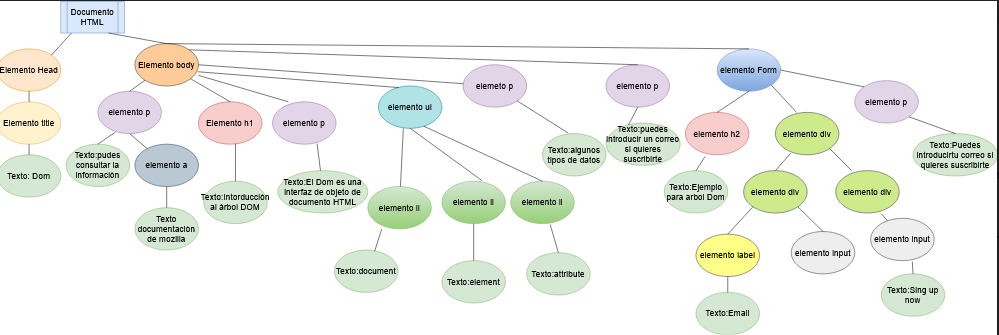 Documento
HTML
Elemento Head
Elemento body
elemento Form
elemeto p
elemento p
elemento p
elemento ul
elemento p
Elemento title
Elemento h1
elemento p
elemento h2
elemento div
Texto:puedes
introducir un correo
si quieres
suscribirte
Texto:pudes
consultar la
información
elemento a
Texto:algunos
tipos de datos
Texto:Puedes
introducirtu correo si
quieres suscribirte
Texto: Dom
Texto:Intorducción
al árbol DOM
Texto:El Dom es una
interfaz de objeto de
documento HTML
elemento li
elemento li
elemento li
Texto:Ejemplo
para arbol Dom
elemento div
elemento div
Texto
documentación
de mozilla
elemento label
elemento input
elemento input
Texto:document
Texto:element
Texto:attribute
Texto:Sing up
now
Texto:Email